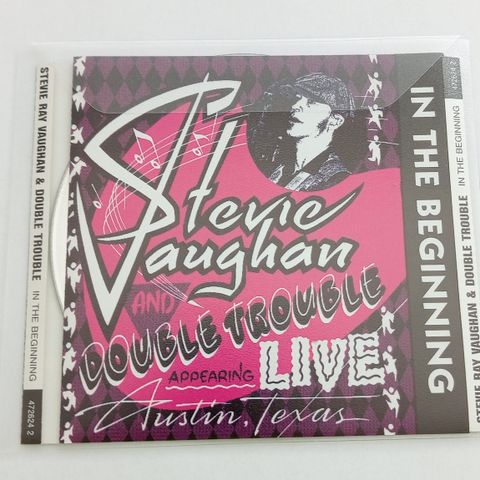 STEVIE RAY VAUGHAN & DOUBLE TROUBLE IN THE BEGINNING 472624 2
Stevie
Vaughan
AND
DOUBLE TROUBLE
APPEARING LIVE
Austin, Texas
IN THE BEGINNING
STEVIE RAY VAUGHAN & DOUBLE TROUBLE IN THE BEGINNING 472624 2